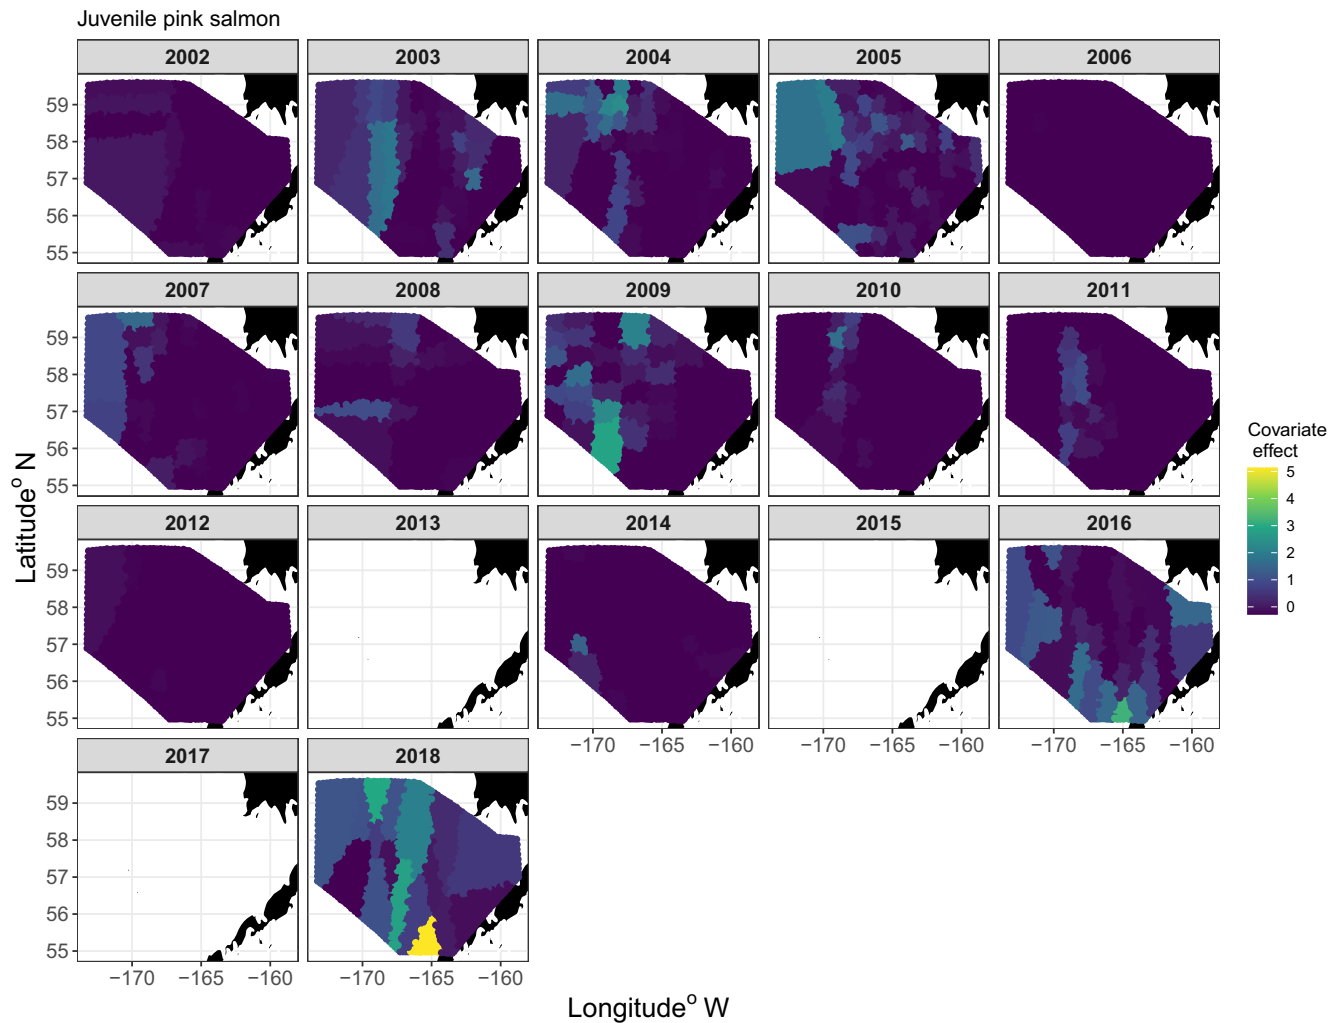 Juvenile pink salmon
2002 2003 2004 2005 2006
59
58
57
56
55
2007 2008 2009 2010 2011
59
58
57
56
55
Covariate
effect
5
4
3
2
1
0
2012 2013 2014 2015 2016
59
58
57
56
55
−170 −165 −160 −170 −165 −160 −170 −165 −160
2017 2018
59
58
57
56
55
−170 −165 −160 −170 −165 −160
Latitude° N
Longitude° W